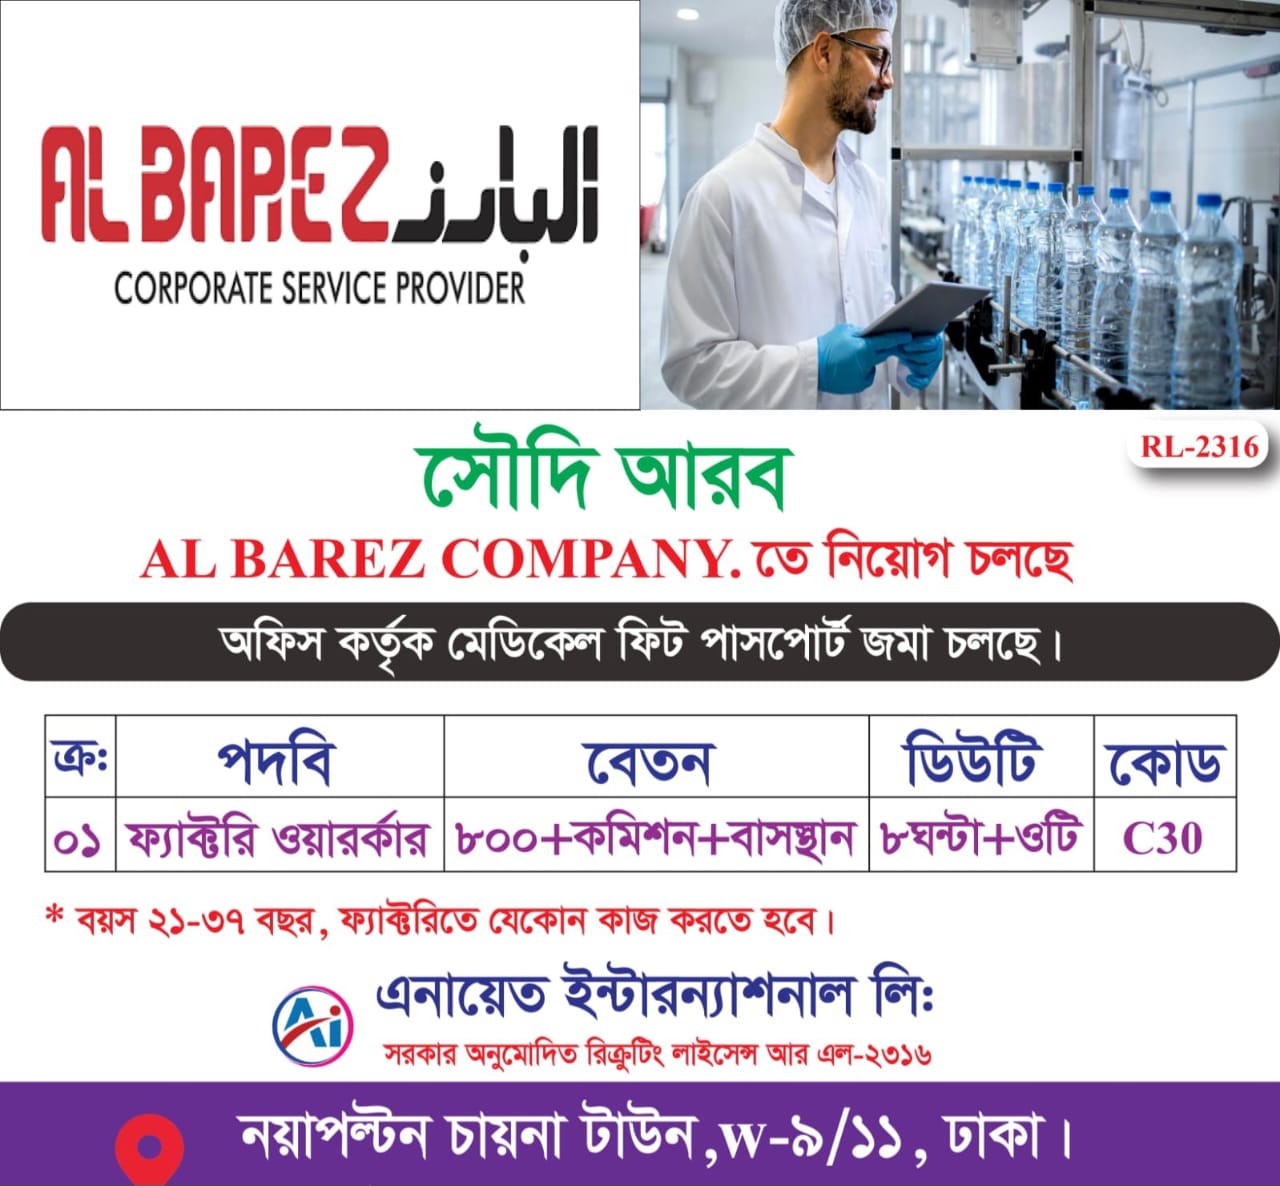 AL BAREZ البارز
CORPORATE SERVICE PROVIDER
সৌদি আরব
RL-2316
AL BAREZ COMPANY. তে নিয়োগ চলছে
অফিস কর্তৃক মেডিকেল ফিট পাসপোর্ট জমা চলছে।
ক্র: পদবি বেতন ডিউটি কোড
০১ ফ্যাক্টরি ওয়ারর্কার ৮০০+কমিশন+বাসস্থান ৮ঘন্টা+ওটি C30
* বয়স ২১-৩৭ বছর, ফ্যাক্টরিতে যেকোন কাজ করতে হবে।
Ai এনায়েত ইন্টারন্যাশনাল লি:
সরকার অনুমোদিত রিক্রুটিং লাইসেন্স আর এল-২৩১৬
নয়াপল্টন চায়না টাউন,w-৯/১১, ঢাকা।